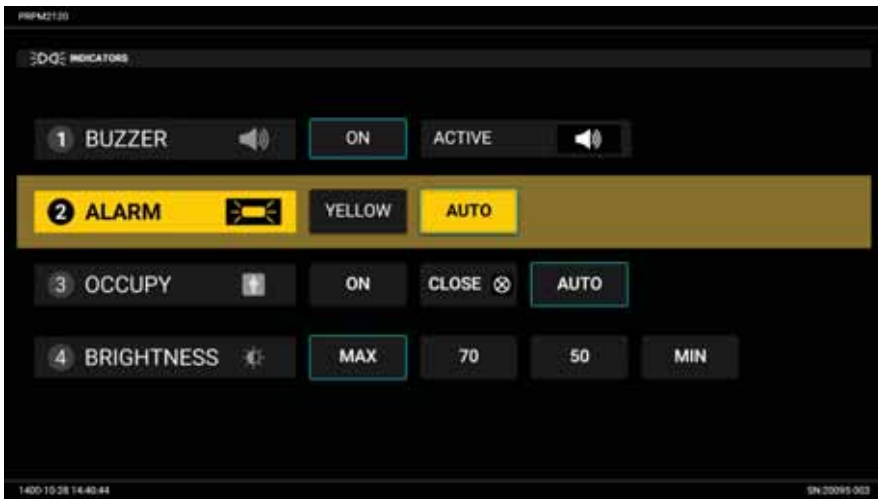 PRPM2120
INDICATORS
1 BUZZER ON ACTIVE
2 ALARM YELLOW AUTO
3 OCCUPY ON CLOSE AUTO
4 BRIGHTNESS MAX 70 50 MIN
1400-10-28 14:40:44 SN:20095-003